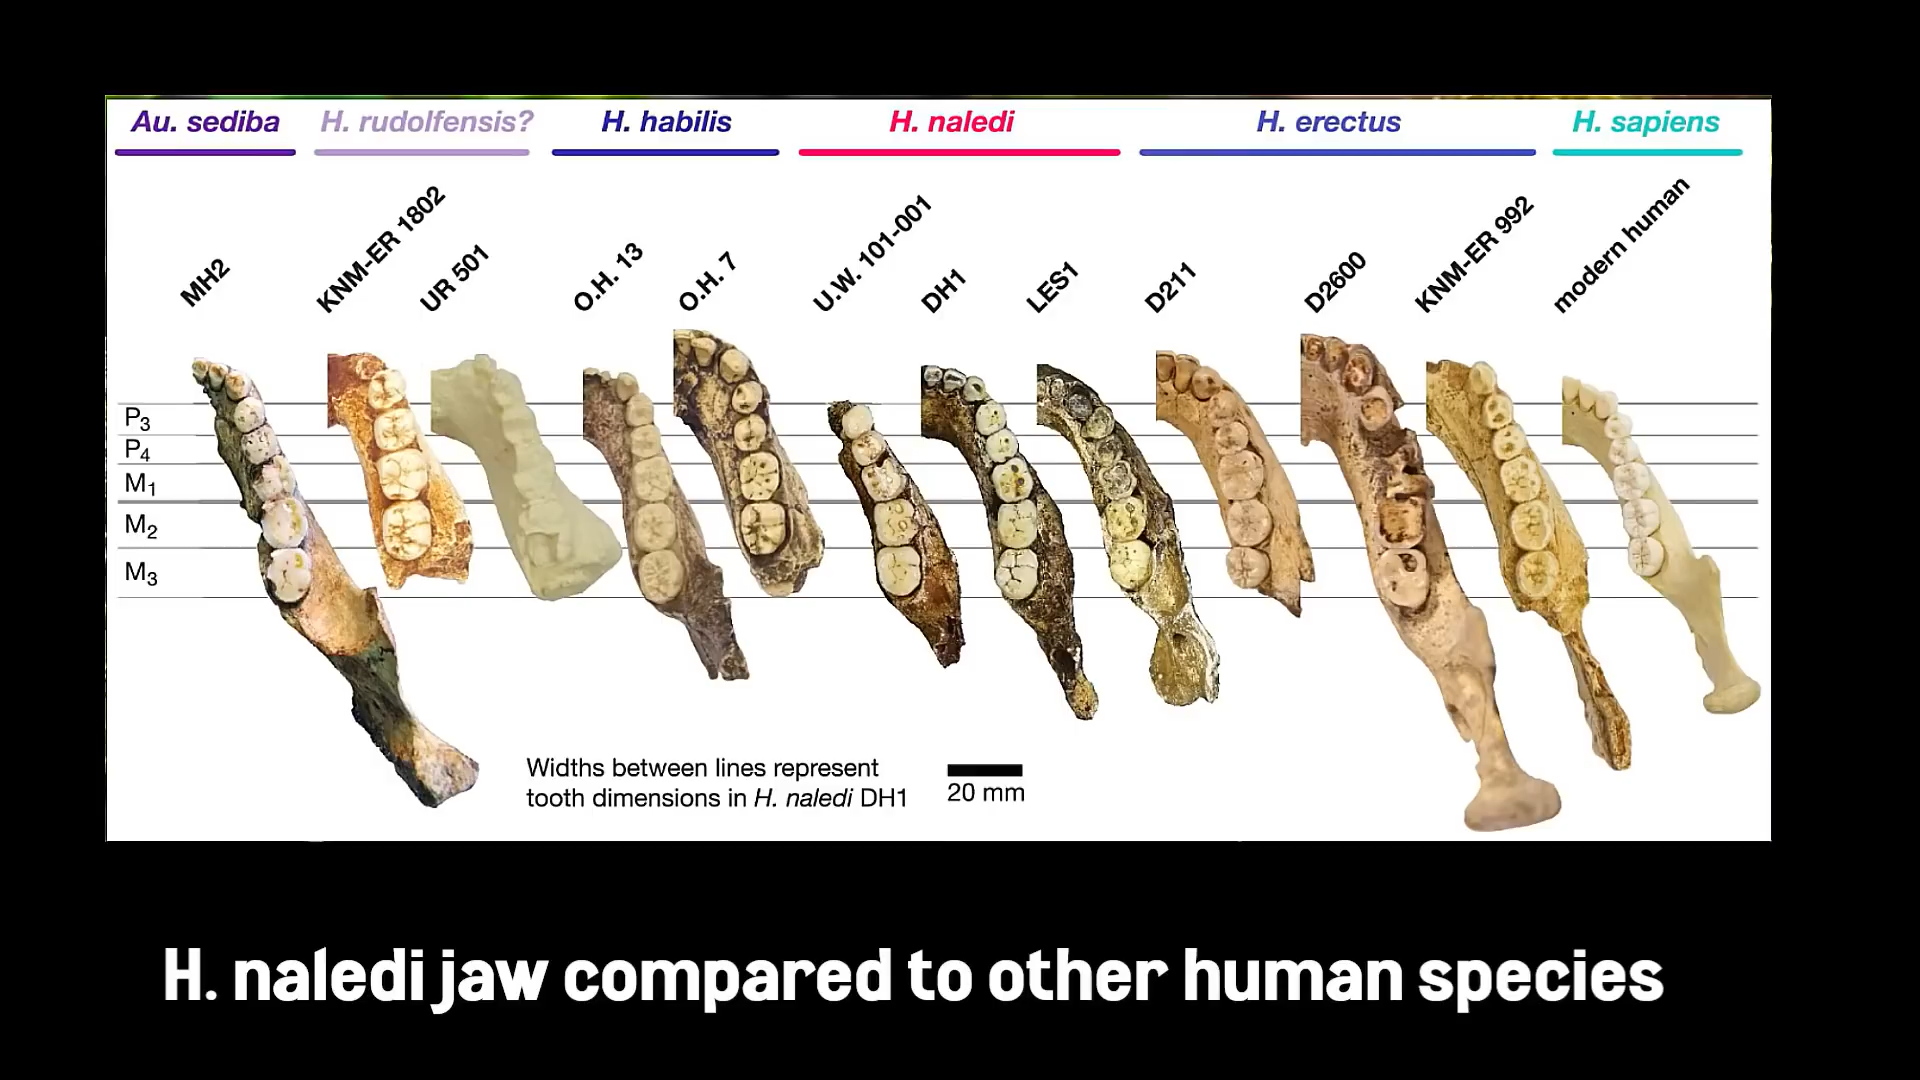 Au. sediba
H. rudolfensis?
H. habilis
H. naledi
H. erectus
H. sapiens
MH2
KNM-ER 1802
UR 501
O.H. 13
O.H. 7
U.W. 101-001
DH1
LES1
D211
D2600
KNM-ER 992
modern human
P3
P4
M1
M2
M3
Widths between lines represent
tooth dimensions in H. naledi DH1
20 mm
H. naledi jaw compared to other human species